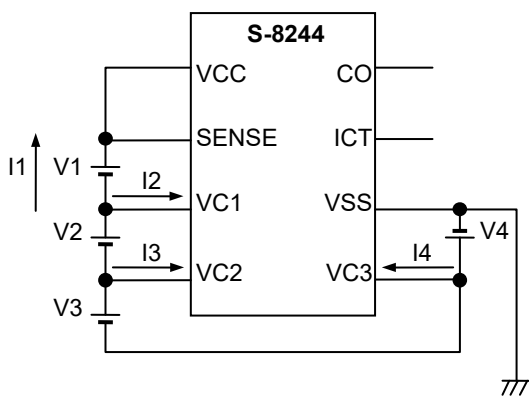 S-8244
VCC CO
SENSE ICT
I1 V1
I2
VC1 VSS
V2 V4
I3 I4
VC2 VC3
V3